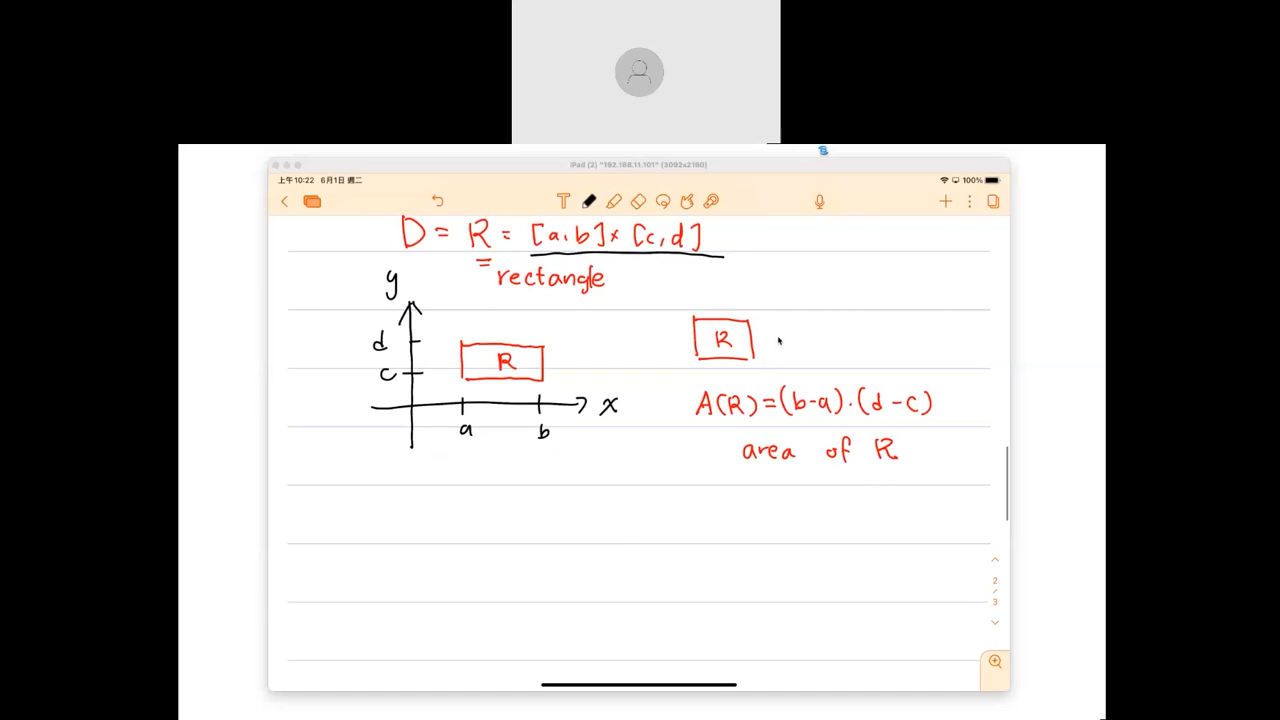 iPad (2) "192.168.11.101" (3092x2160)
上午10:22 6月1日 週二
100%
D = R = [a,b] × [c,d]
rectangle
y
d
R
R
c
x
A(R) = (b-a)·(d-c)
a
b
area of R
2
3